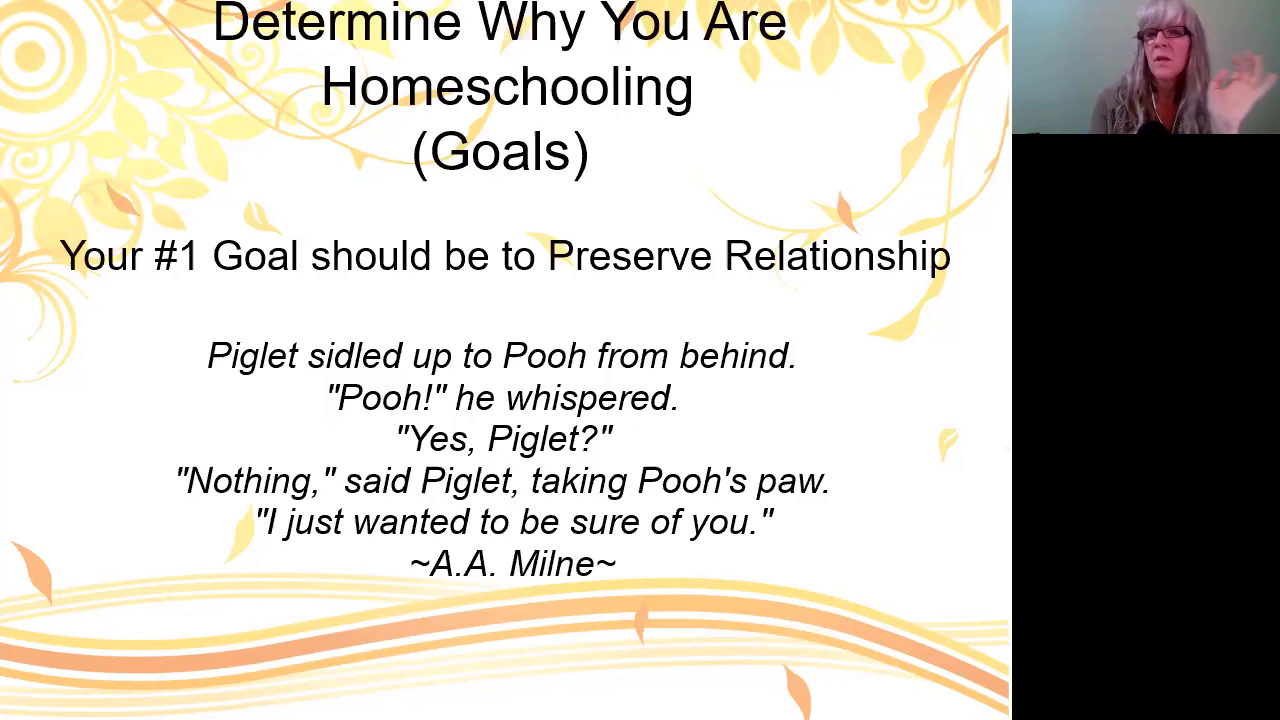 Determine Why You Are
Homeschooling
(Goals)
Your #1 Goal should be to Preserve Relationship
Piglet sidled up to Pooh from behind.
"Pooh!" he whispered.
"Yes, Piglet?"
"Nothing," said Piglet, taking Pooh's paw.
"I just wanted to be sure of you."
~A.A. Milne~